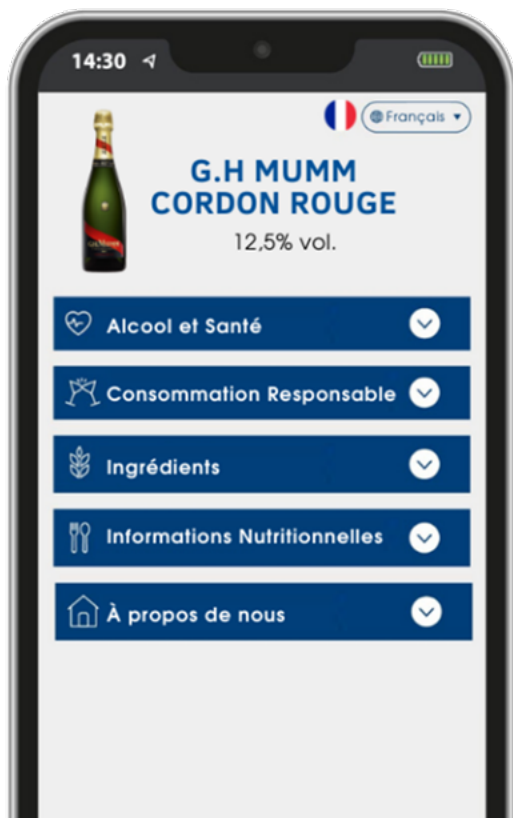 14:30
Français
G.H MUMM
CORDON ROUGE
12,5% vol.
Alcool et Santé
Consommation Responsable
Ingrédients
Informations Nutritionnelles
À propos de nous